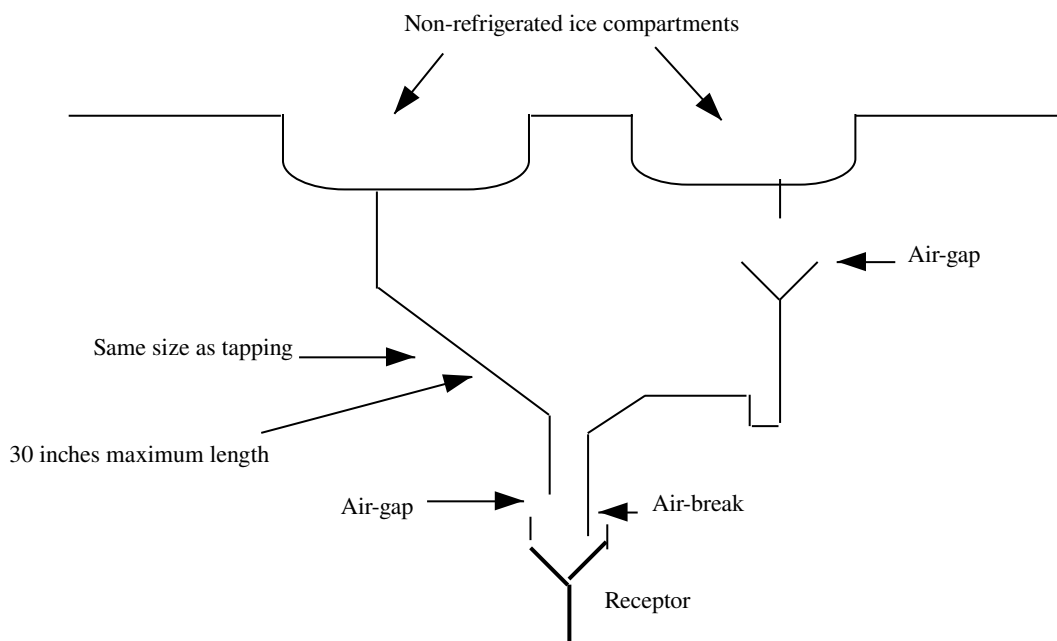 Non-refrigerated ice compartments
Air-gap
Same size as tapping
30 inches maximum length
Air-gap
Air-break
Receptor